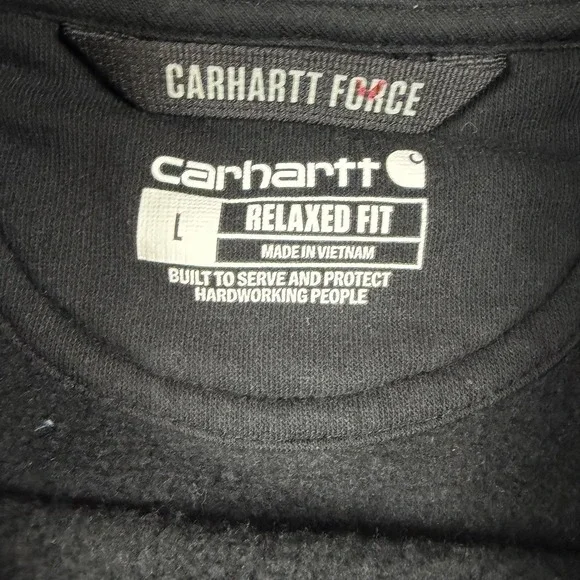 CARHARTT FORCE
carhartt
L
RELAXED FIT
MADE IN VIETNAM
BUILT TO SERVE AND PROTECT
HARDWORKING PEOPLE